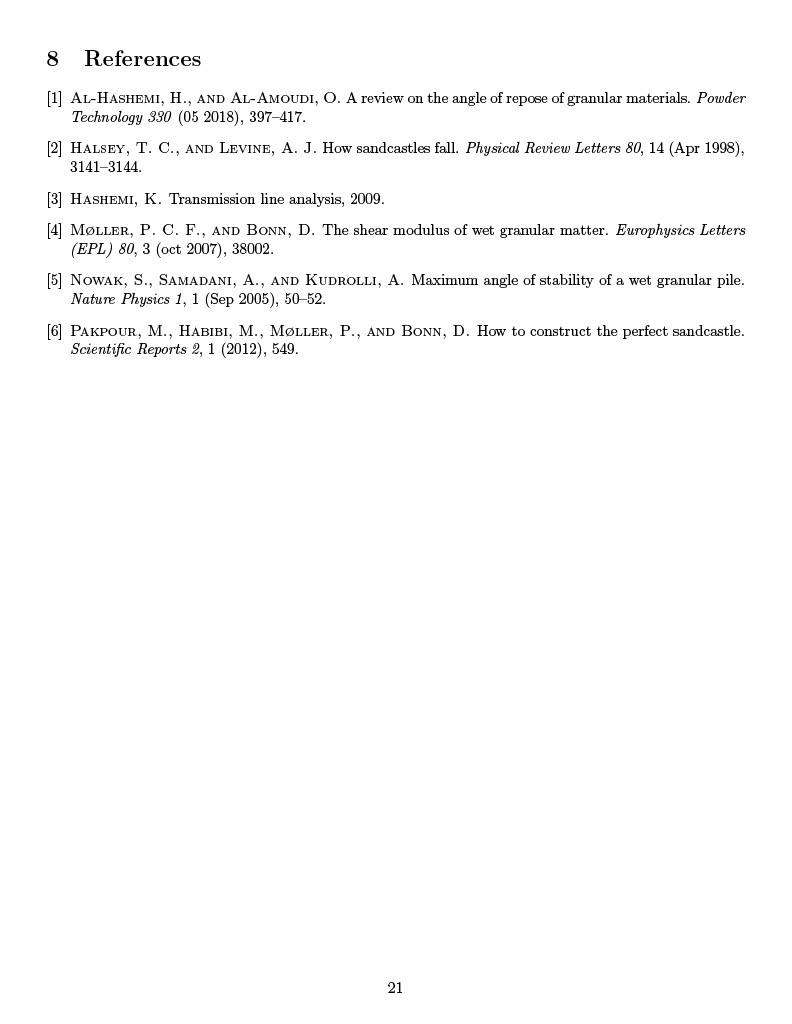 8 References
[1] Al-Hashemi, H., and Al-Amoudi, O. A review on the angle of repose of granular materials. Powder
Technology 330 (05 2018), 397–417.
[2] Halsey, T. C., and Levine, A. J. How sandcastles fall. Physical Review Letters 80, 14 (Apr 1998),
3141–3144.
[3] Hashemi, K. Transmission line analysis, 2009.
[4] Møller, P. C. F., and Bonn, D. The shear modulus of wet granular matter. Europhysics Letters
(EPL) 80, 3 (oct 2007), 38002.
[5] Nowak, S., Samadani, A., and Kudrolli, A. Maximum angle of stability of a wet granular pile.
Nature Physics 1, 1 (Sep 2005), 50–52.
[6] Pakpour, M., Habibi, M., Møller, P., and Bonn, D. How to construct the perfect sandcastle.
Scientific Reports 2, 1 (2012), 549.
21